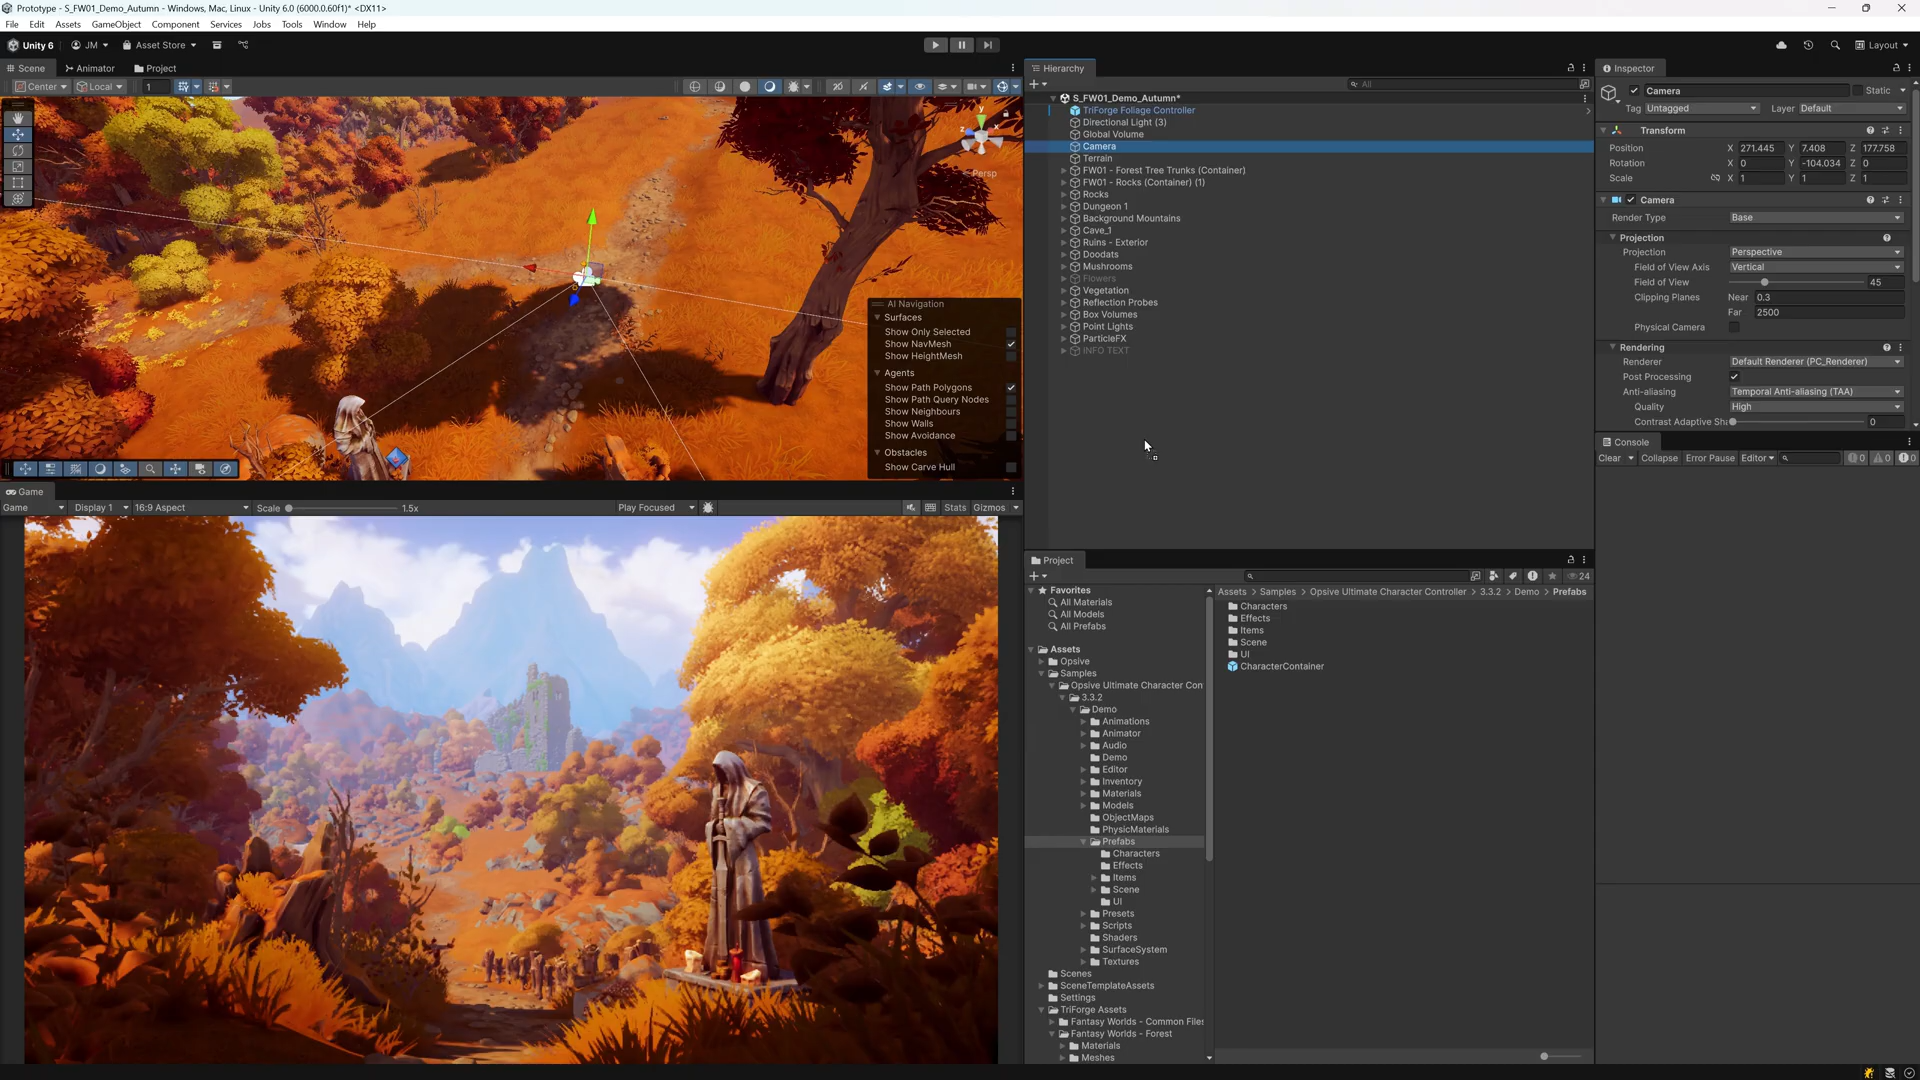 Prototype - S_FW01_Demo_Autumn - Windows, Mac, Linux - Unity 6.0 (6000.0.60f1)* <DX11>
File Edit Assets GameObject Component Services Jobs Tools Window Help
Unity 6 JM Asset Store Layout
Scene Animator Project
Center Local 1
Persp
y
x
z
AI Navigation
Surfaces
Show Only Selected
Show NavMesh
Show HeightMesh
Agents
Show Path Polygons
Show Path Query Nodes
Show Neighbours
Show Walls
Show Avoidance
Obstacles
Show Carve Hull
Game
Game Display 1 16:9 Aspect Scale 1.5x Play Focused Stats Gizmos
Hierarchy
All
S_FW01_Demo_Autumn*
TriForge Foliage Controller
Directional Light (3)
Global Volume
Camera
Terrain
FW01 - Forest Tree Trunks (Container)
FW01 - Rocks (Container) (1)
Rocks
Dungeon 1
Background Mountains
Cave_1
Ruins - Exterior
Doodats
Mushrooms
Flowers
Vegetation
Reflection Probes
Box Volumes
Point Lights
ParticleFX
INFO TEXT
Project
24
Favorites
All Materials
All Models
All Prefabs
Assets
Opsive
Samples
Opsive Ultimate Character Con
3.3.2
Demo
Animations
Animator
Audio
Demo
Editor
Inventory
Materials
Models
ObjectMaps
PhysicMaterials
Prefabs
Characters
Effects
Items
Scene
UI
Presets
Scripts
Shaders
SurfaceSystem
Textures
Scenes
SceneTemplateAssets
Settings
TriForge Assets
Fantasy Worlds - Common Files
Fantasy Worlds - Forest
Materials
Meshes
Assets > Samples > Opsive Ultimate Character Controller > 3.3.2 > Demo > Prefabs
Characters
Effects
Items
Scene
UI
CharacterContainer
Inspector
Camera Static
Tag Untagged Layer Default
Transform
Position X 271.445 Y 7.408 Z 177.758
Rotation X 0 Y -104.034 Z 0
Scale X 1 Y 1 Z 1
Camera
Render Type Base
Projection
Projection Perspective
Field of View Axis Vertical
Field of View 45
Clipping Planes Near 0.3
Far 2500
Physical Camera
Rendering
Renderer Default Renderer (PC_Renderer)
Post Processing
Anti-aliasing Temporal Anti-aliasing (TAA)
Quality High
Contrast Adaptive Sha 0
Console
Clear Collapse Error Pause Editor 0 0 0